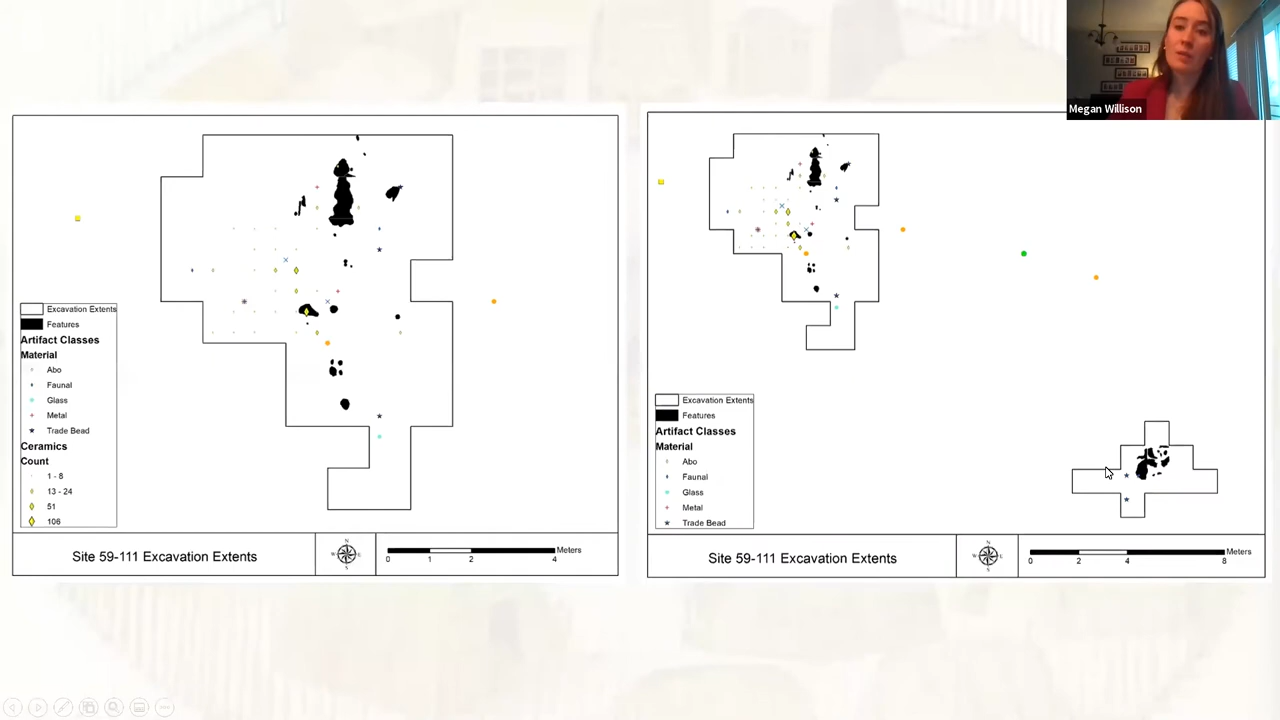 Megan Willison
Excavation Extents
Features
Artifact Classes
Material
Abo
Faunal
Glass
Metal
Trade Bead
Ceramics
Count
1 - 8
13 - 24
51
106
Site 59-111 Excavation Extents
N
W
E
S
Meters
0
1
2
4
Excavation Extents
Features
Artifact Classes
Material
Abo
Faunal
Glass
Metal
Trade Bead
Site 59-111 Excavation Extents
N
W
E
S
Meters
0
2
4
8